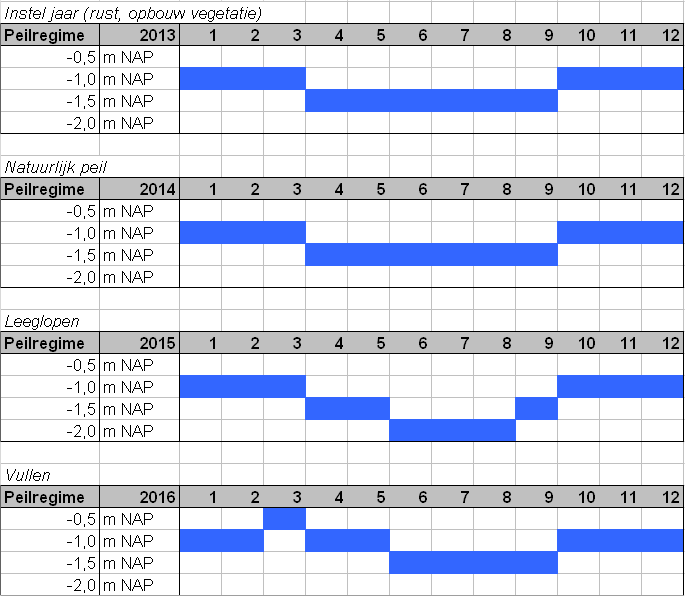 Instel jaar (rust, opbouw vegetatie)
Peilregime 2013 1 2 3 4 5 6 7 8 9 10 11 12
-0,5 m NAP
-1,0 m NAP
-1,5 m NAP
-2,0 m NAP
Natuurlijk peil
Peilregime 2014 1 2 3 4 5 6 7 8 9 10 11 12
-0,5 m NAP
-1,0 m NAP
-1,5 m NAP
-2,0 m NAP
Leeglopen
Peilregime 2015 1 2 3 4 5 6 7 8 9 10 11 12
-0,5 m NAP
-1,0 m NAP
-1,5 m NAP
-2,0 m NAP
Vullen
Peilregime 2016 1 2 3 4 5 6 7 8 9 10 11 12
-0,5 m NAP
-1,0 m NAP
-1,5 m NAP
-2,0 m NAP